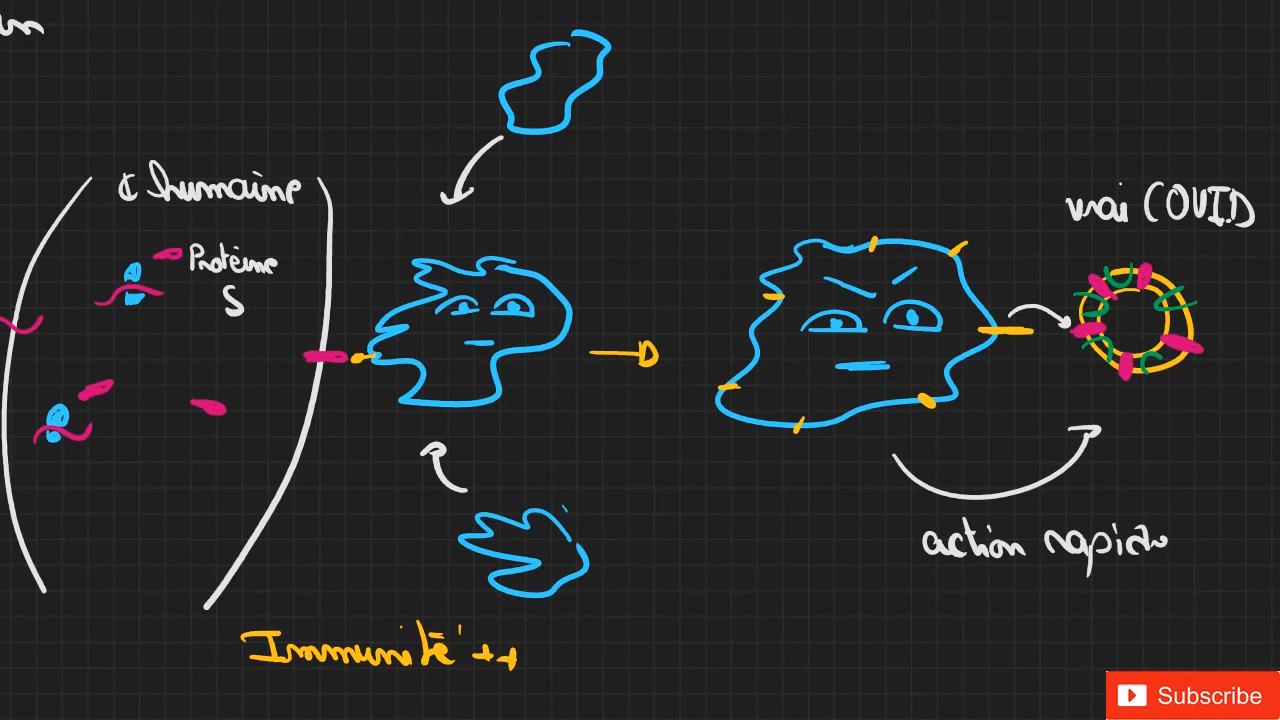 humaine
Protéine
S
vrai COVID
action rapide
Immunité ++
Subscribe